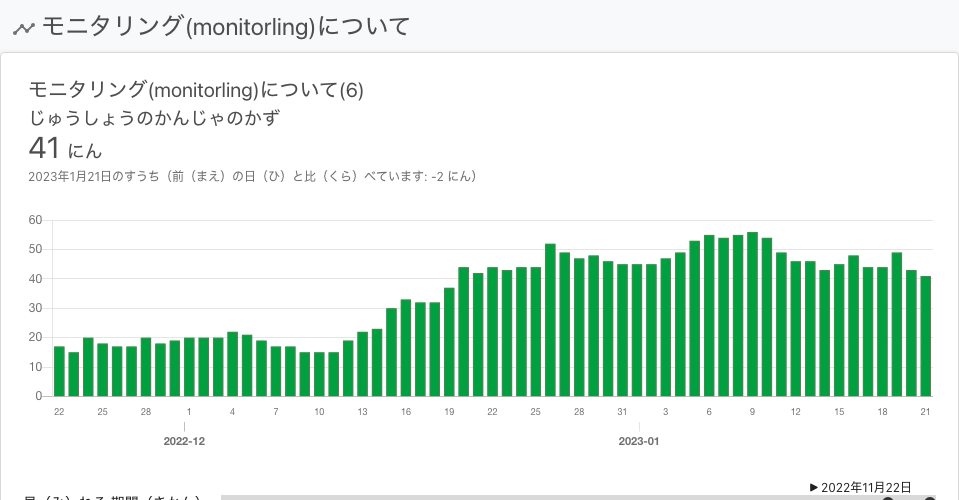 モニタリング(monitorling)について
モニタリング(monitorling)について(6)
じゅうしょうのかんじゃのかず
41 にん
2023年1月21日のすうち（前（まえ）の日（ひ）と比（くら）べています: -2 にん）
60
50
40
30
20
10
0
22 25 28 1 4 7 10 13 16 19 22 25 28 31 3 6 9 12 15 18 21
2022-12 2023-01
▶ 2022年11月22日